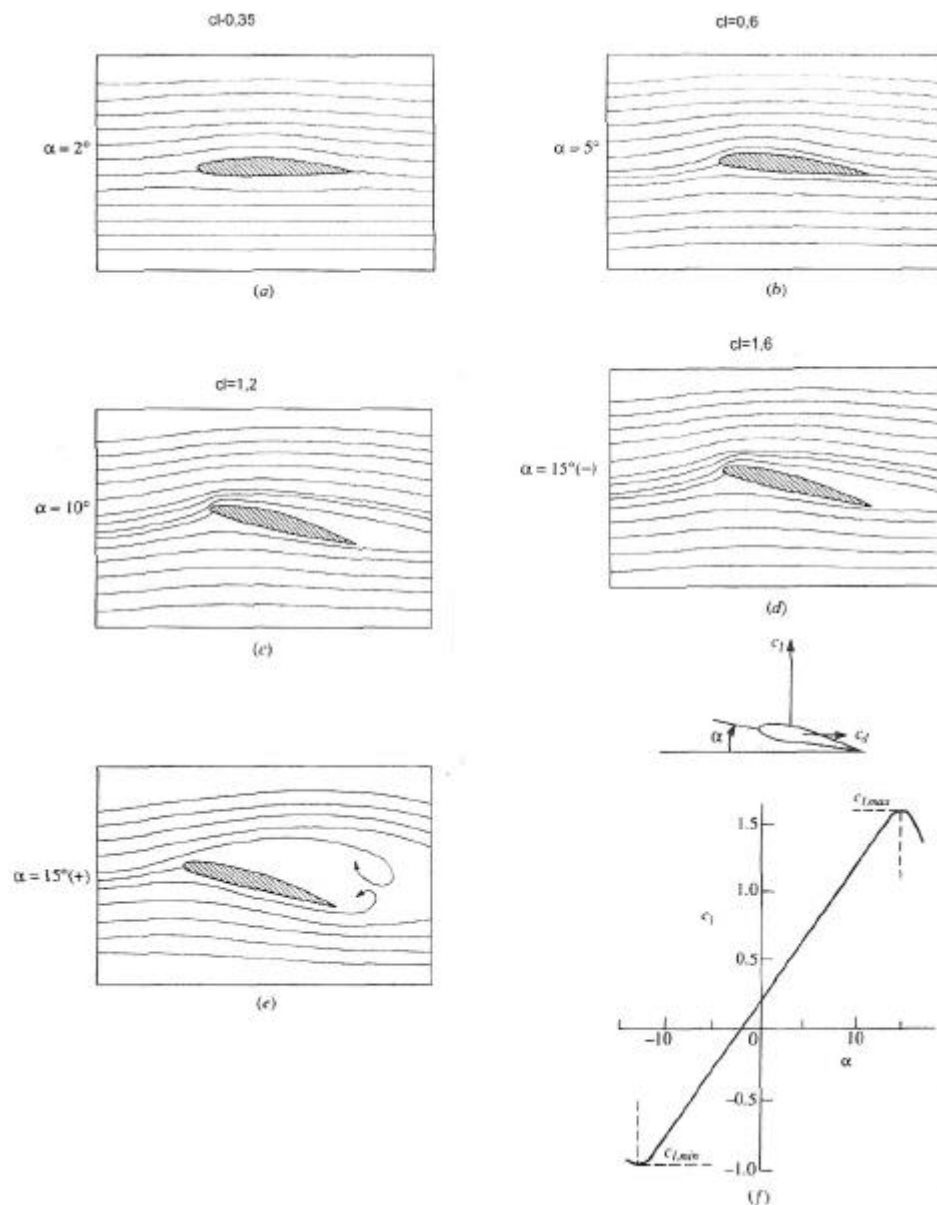 cl-0,35
α = 2°
(a)
cl=0,6
α = 5°
(b)
cl=1,2
α = 10°
(c)
cl=1,6
α = 15°(−)
(d)
α = 15°(+)
(e)
c_l
α
c_d
c_l,max
1.5
1.0
c_l
0.5
−10
0
10
α
−0.5
c_l,min
−1.0
(f)